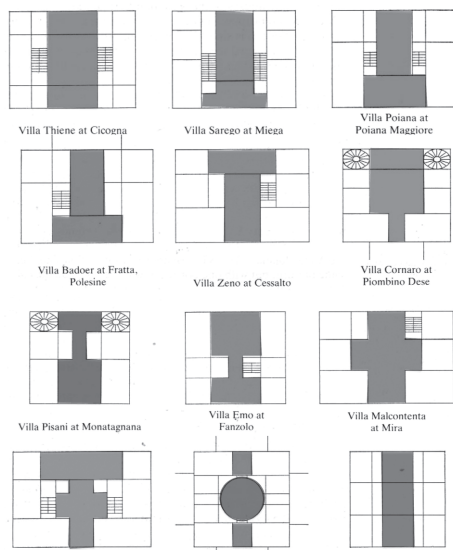 Villa Thiene at Cicogna
Villa Sarego at Miega
Villa Poiana at
Poiana Maggiore
Villa Badoer at Fratta,
Polesine
Villa Zeno at Cessalto
Villa Cornaro at
Piombino Dese
Villa Pisani at Monatagnana
Villa Emo at
Fanzolo
Villa Malcontenta
at Mira